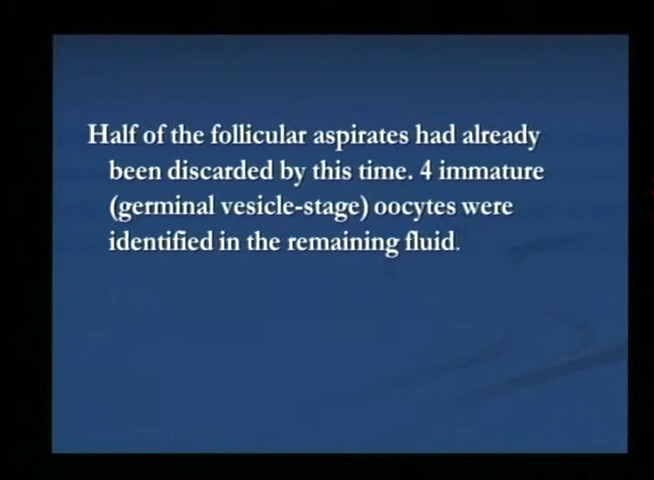 Half of the follicular aspirates had already
been discarded by this time. 4 immature
(germinal vesicle-stage) oocytes were
identified in the remaining fluid.